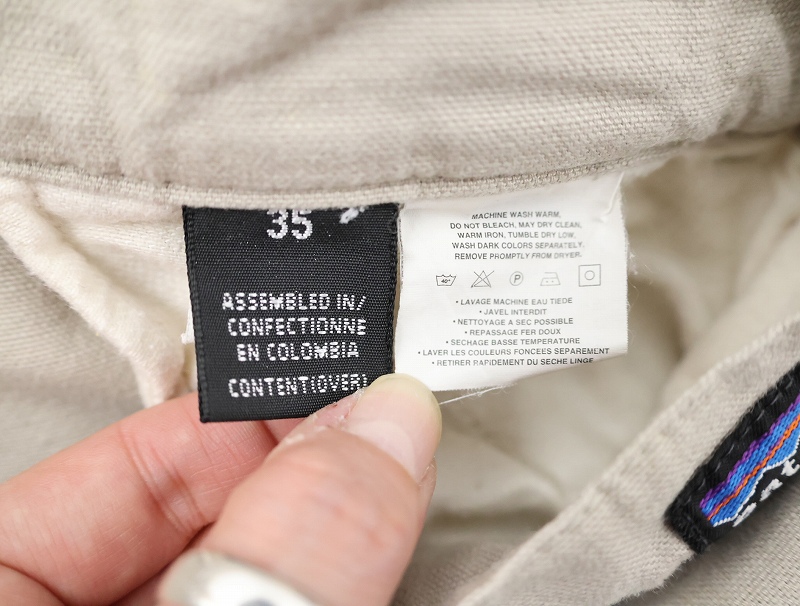 35
ASSEMBLED IN/
CONFECTIONNE
EN COLOMBIA
CONTENT(OVER)
MACHINE WASH WARM,
DO NOT BLEACH, MAY DRY CLEAN,
WARM IRON, TUMBLE DRY LOW,
WASH DARK COLORS SEPARATELY.
REMOVE PROMPTLY FROM DRYER.
40° P
• LAVAGE MACHINE EAU TIEDE
• JAVEL INTERDIT
• NETTOYAGE A SEC POSSIBLE
• REPASSAGE FER DOUX
• SECHAGE BASSE TEMPERATURE
• LAVER LES COULEURS FONCEES SEPAREMENT
• RETIRER RAPIDEMENT DU SECHE LINGE.